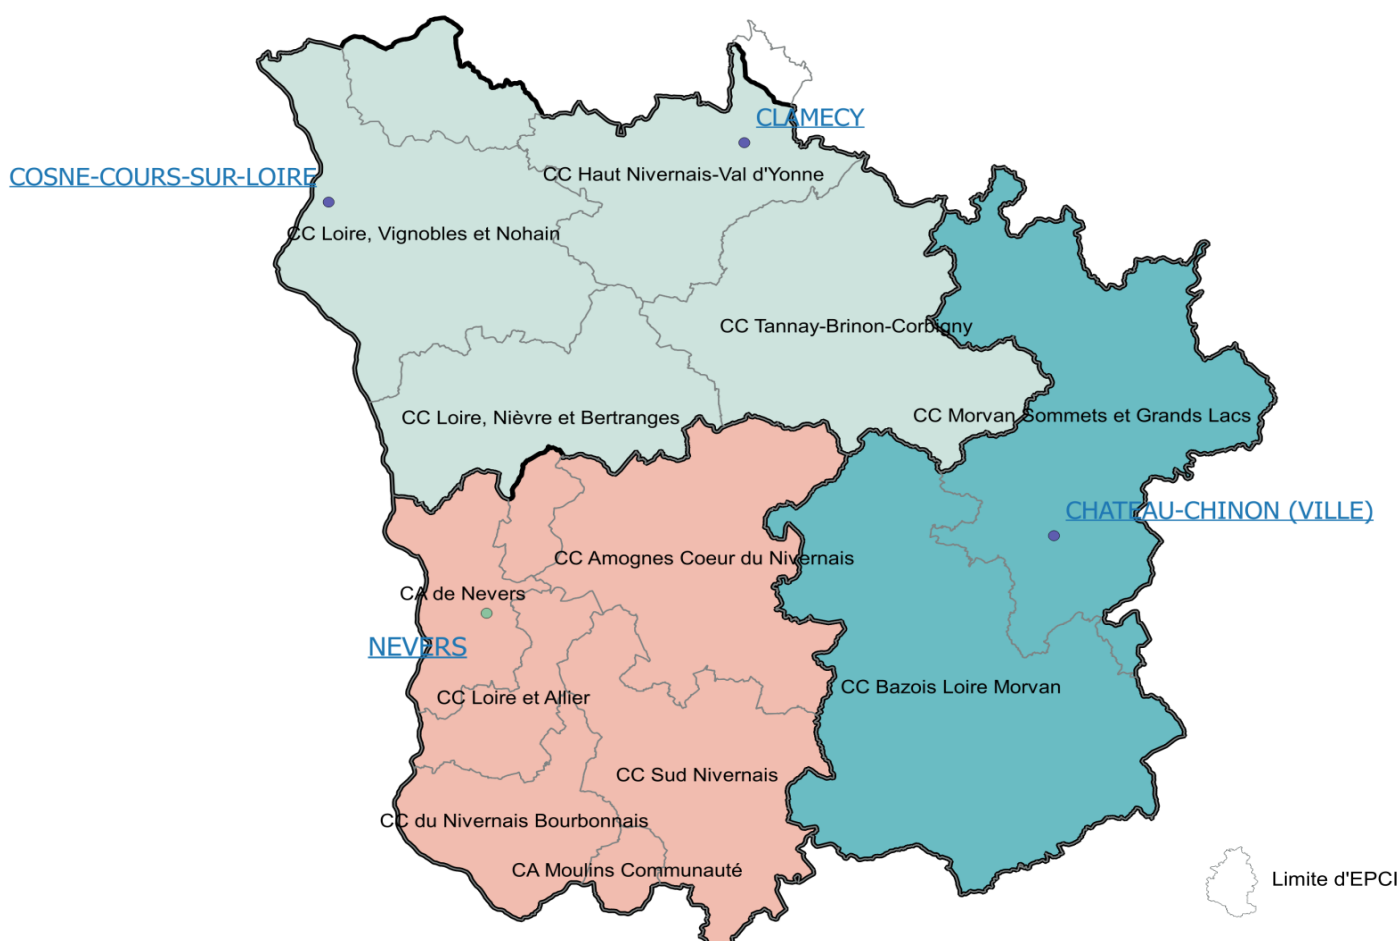 CLAMECY
CC Haut Nivernais-Val d'Yonne
COSNE-COURS-SUR-LOIRE
CC Loire, Vignobles et Nohain
CC Tannay-Brinon-Corbigny
CC Loire, Nièvre et Bertranges
CC Morvan Sommets et Grands Lacs
CHATEAU-CHINON (VILLE)
CC Amognes Coeur du Nivernais
CA de Nevers
NEVERS
CC Loire et Allier
CC Bazois Loire Morvan
CC Sud Nivernais
CC du Nivernais Bourbonnais
CA Moulins Communauté
Limite d'EPCI